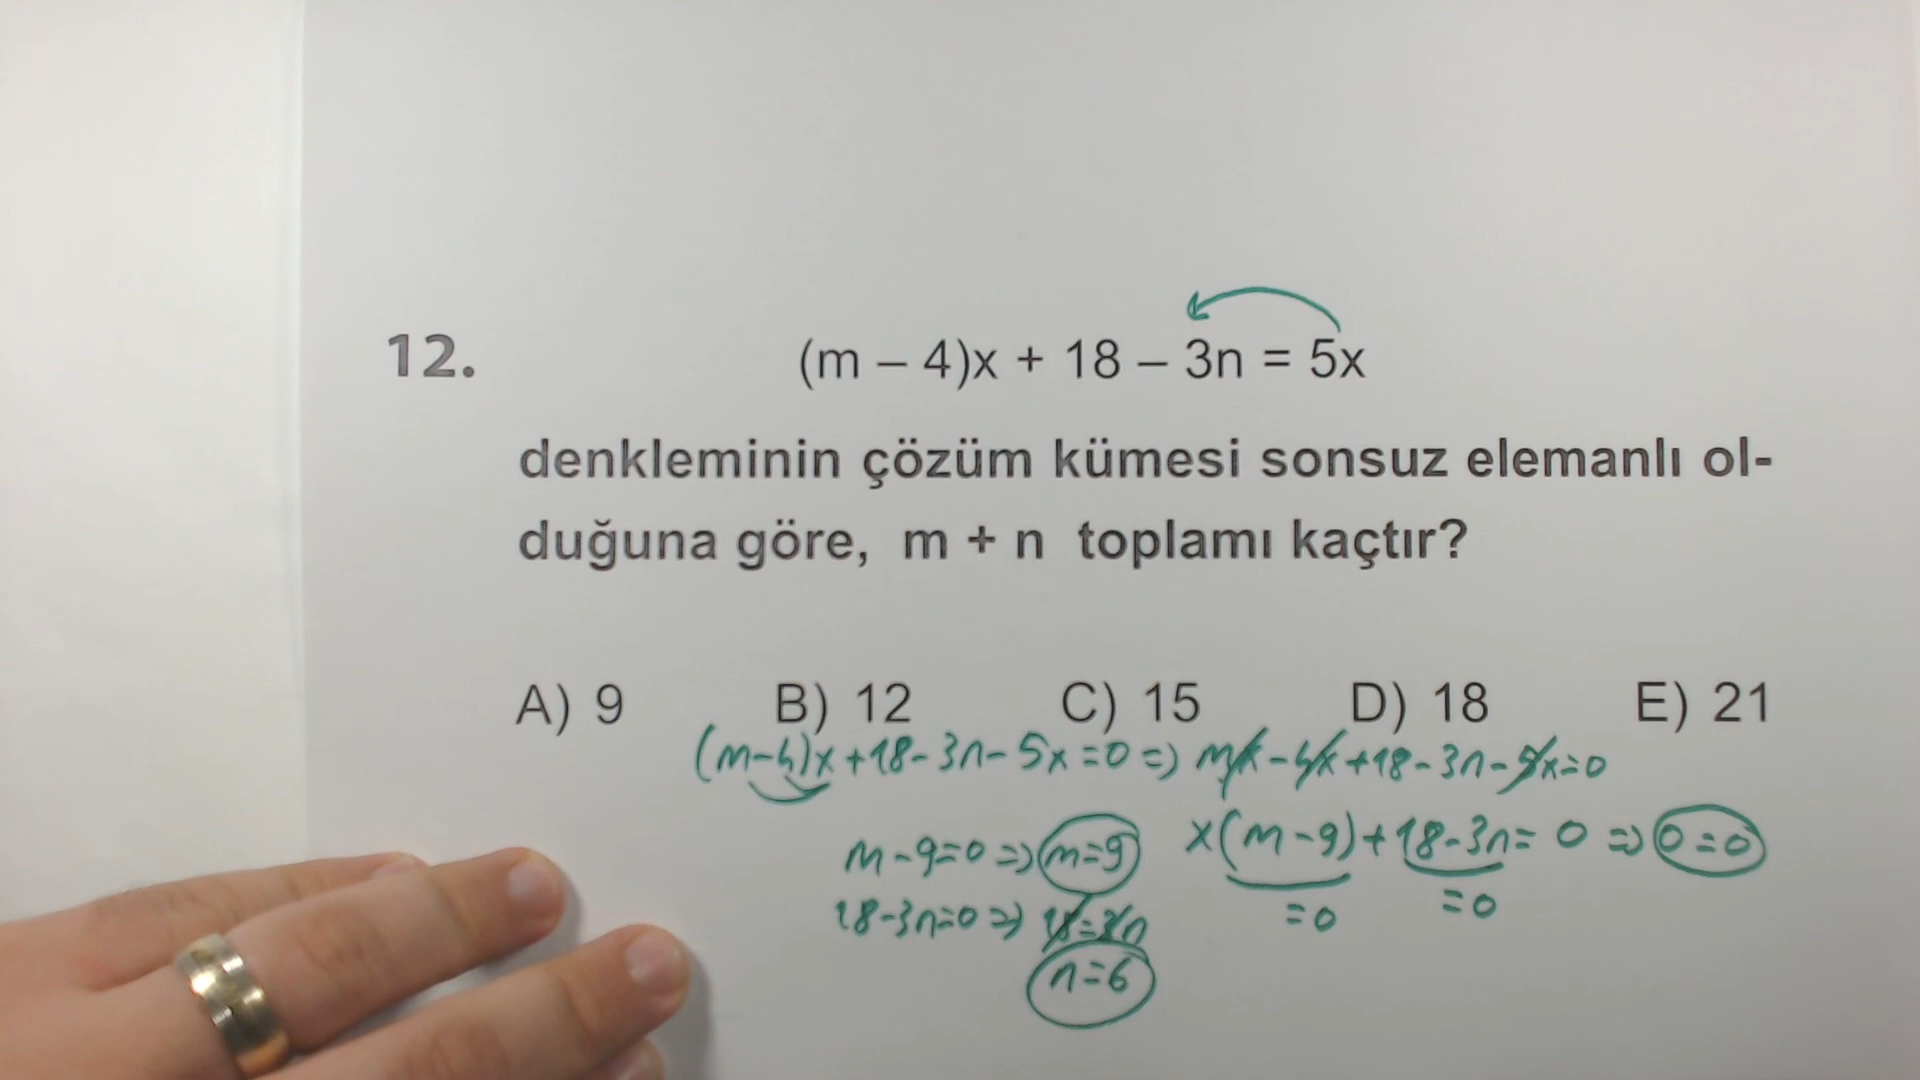 12. (m – 4)x + 18 – 3n = 5x
denkleminin çözüm kümesi sonsuz elemanlı ol-
duğuna göre, m + n toplamı kaçtır?
A) 9 B) 12 C) 15 D) 18 E) 21
(m-4)x+18-3n-5x=0 => mx-4x+18-3n-5x=0
x(m-9)+18-3n=0 => 0=0
=0 =0
m-9=0 => m=9
18-3n=0 => 18=3n
n=6